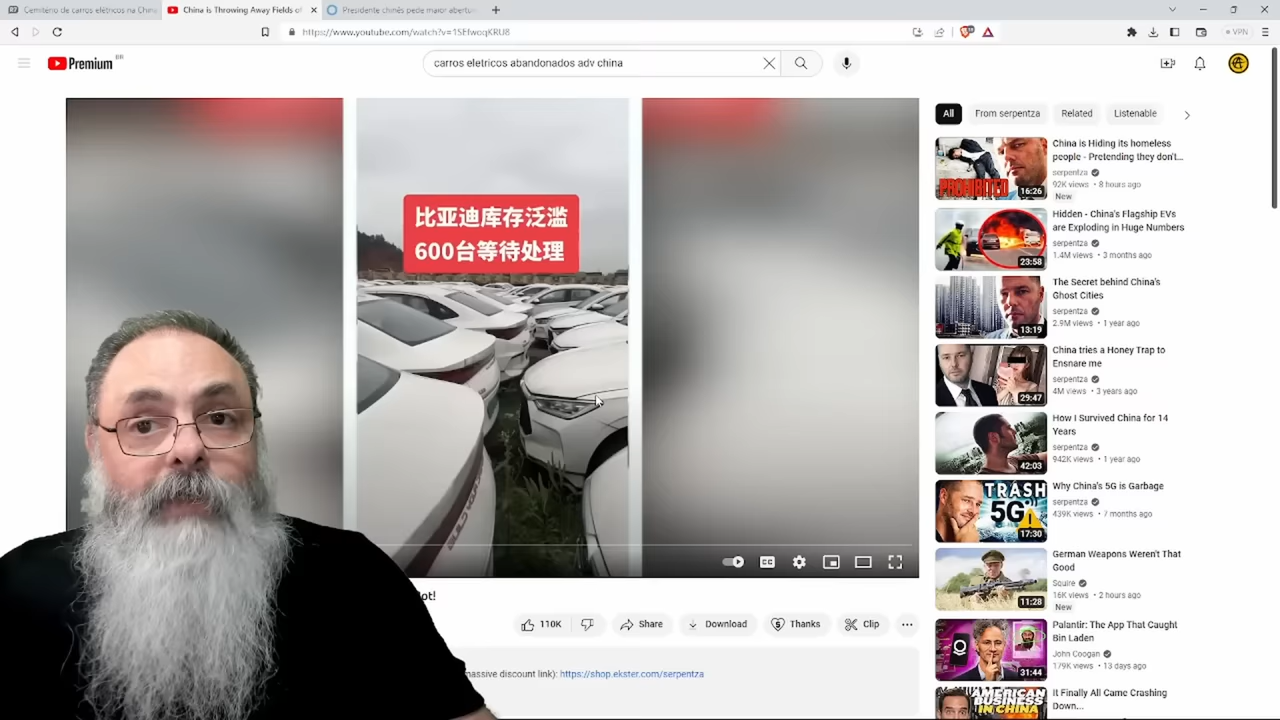 Cemitério de carros elétricos na China
China is Throwing Away Fields of
Presidente chinês pede maior abertur
https://www.youtube.com/watch?v=1SEfwoqKRU8
VPN
Premium
BR
carros eletricos abandonados adv china
All
From serpentza
Related
Listenable
比亚迪库存泛滥
600台等待处理
PROHIBITED
16:26
China is Hiding its homeless
people - Pretending they don't...
serpentza
92K views • 8 hours ago
New
23:58
Hidden - China's Flagship EVs
are Exploding in Huge Numbers
serpentza
1.4M views • 3 months ago
13:19
The Secret behind China's
Ghost Cities
serpentza
2.9M views • 1 year ago
29:47
China tries a Honey Trap to
Ensnare me
serpentza
4M views • 3 years ago
42:03
How I Survived China for 14
Years
serpentza
942K views • 1 year ago
TRASH
5G
17:30
Why China's 5G is Garbage
serpentza
439K views • 7 months ago
11:28
German Weapons Weren't That
Good
Squire
16K views • 2 hours ago
New
31:44
Palantir: The App That Caught
Bin Laden
John Coogan
179K views • 13 days ago
AMERICAN
BUSINESS
IN CHINA
It Finally All Came Crashing
Down...
CC
ot!
110K
Share
Download
Thanks
Clip
massive discount link): https://shop.ekster.com/serpentza